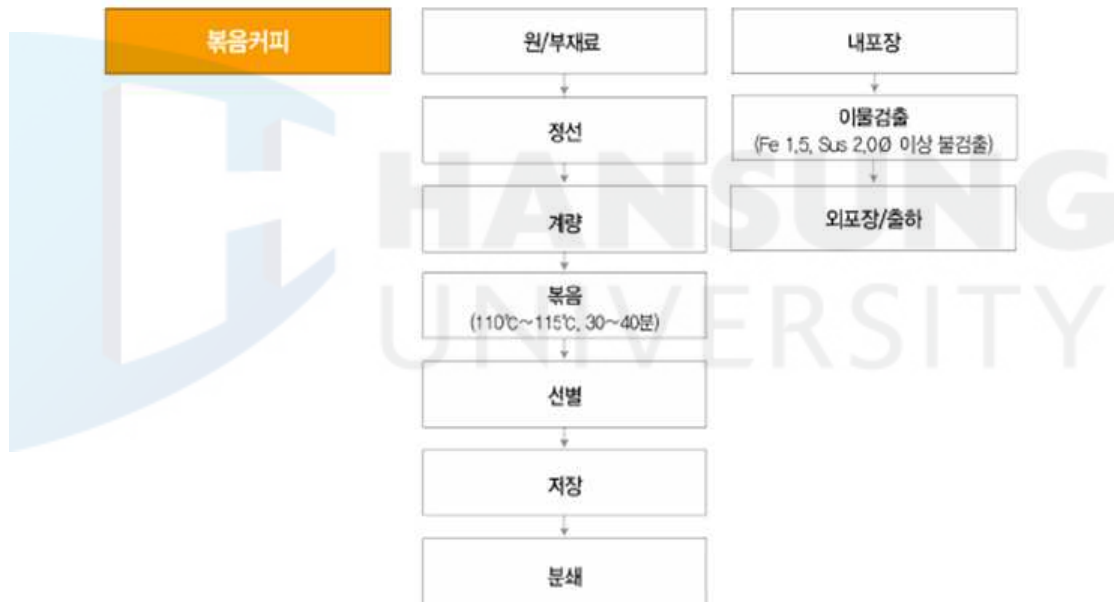 볶음커피
원/부재료
정선
계량
볶음
(110℃~115℃, 30~40분)
선별
저장
분쇄
내포장
이물검출
(Fe 1.5, Sus 2.0Ø 이상 불검출)
외포장/출하
HANSUNG
UNIVERSITY